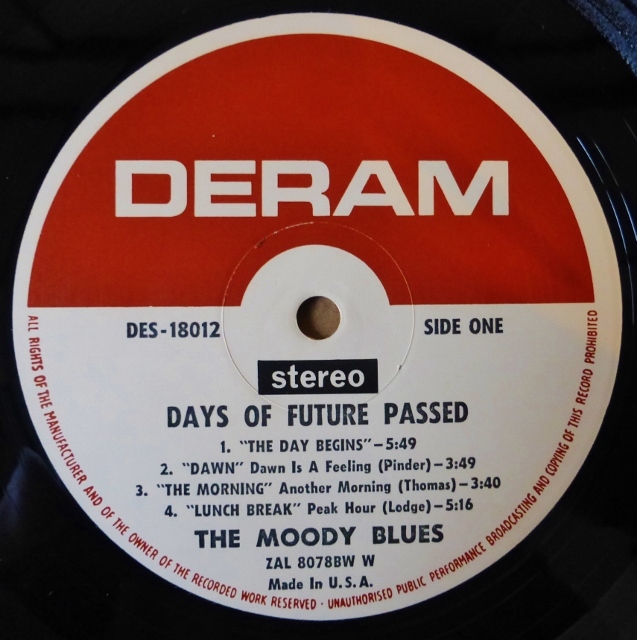 DERAM
DES-18012
SIDE ONE
stereo
DAYS OF FUTURE PASSED
1. "THE DAY BEGINS"—5:49
2. "DAWN" Dawn Is A Feeling (Pinder)—3:49
3. "THE MORNING" Another Morning (Thomas)—3:40
4. "LUNCH BREAK" Peak Hour (Lodge)—5:16
THE MOODY BLUES
ZAL 8078BW W
Made In U.S.A.
ALL RIGHTS OF THE MANUFACTURER AND OF THE OWNER OF THE RECORDED WORK RESERVED · UNAUTHORISED PUBLIC PERFORMANCE BROADCASTING AND COPYING OF THIS RECORD PROHIBITED